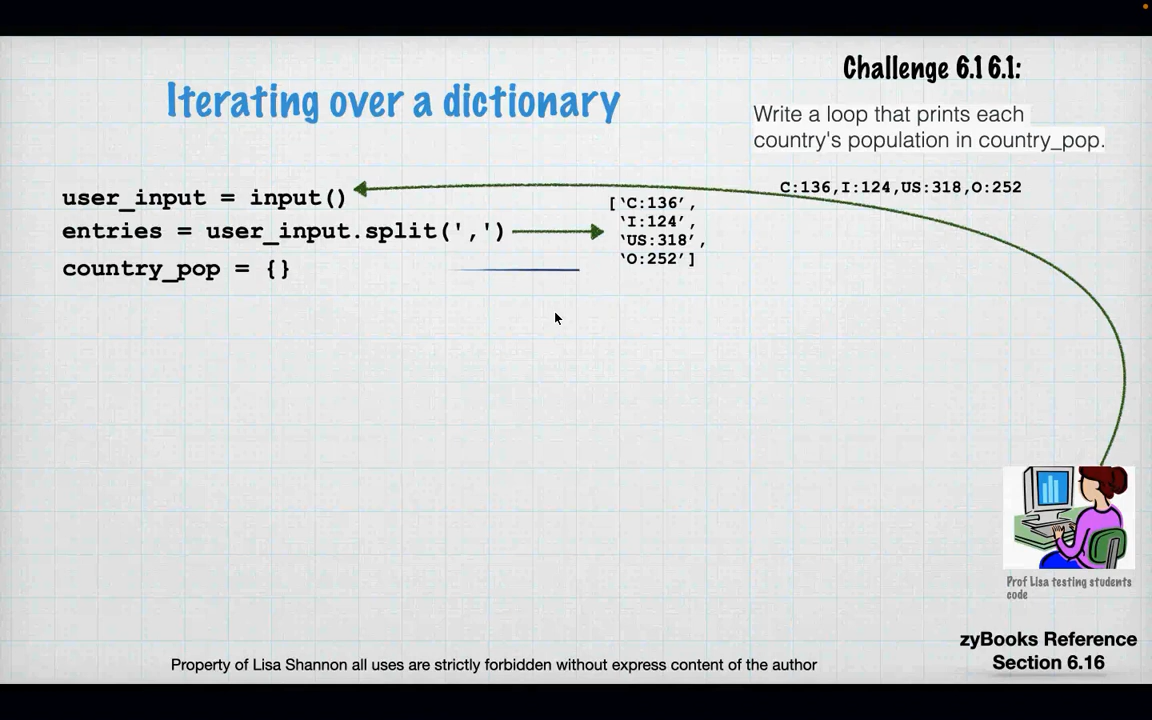 Challenge 6.1 6.1:
Iterating over a dictionary
Write a loop that prints each
country's population in country_pop.
C:136,I:124,US:318,O:252
user_input = input()
entries = user_input.split(',')
country_pop = {}
[‘C:136’,
‘I:124’,
‘US:318’,
‘O:252’]
Prof Lisa testing students
code
zyBooks Reference
Section 6.16
Property of Lisa Shannon all uses are strictly forbidden without express content of the author